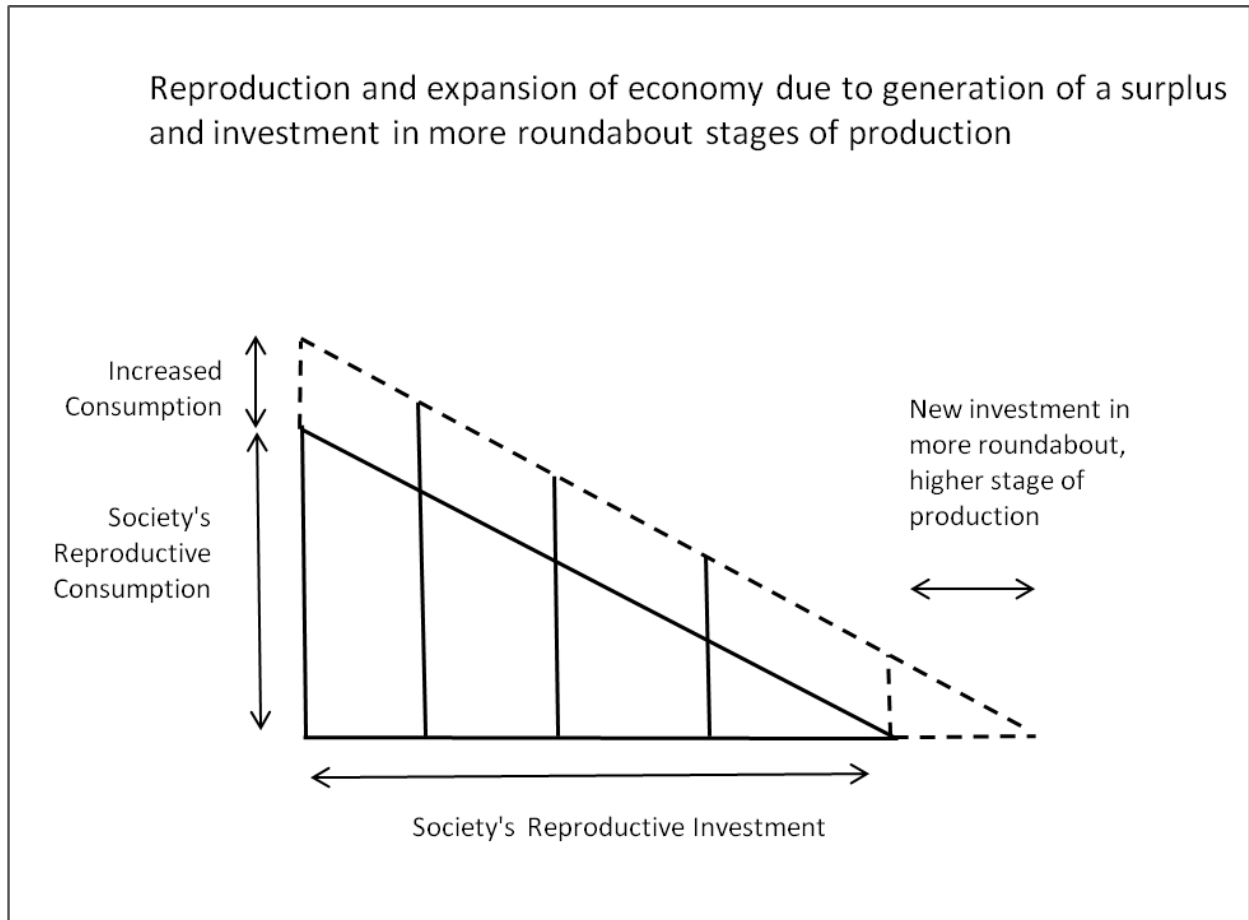 Reproduction and expansion of economy due to generation of a surplus
and investment in more roundabout stages of production
Increased
Consumption
Society's
Reproductive
Consumption
New investment in
more roundabout,
higher stage of
production
Society's Reproductive Investment